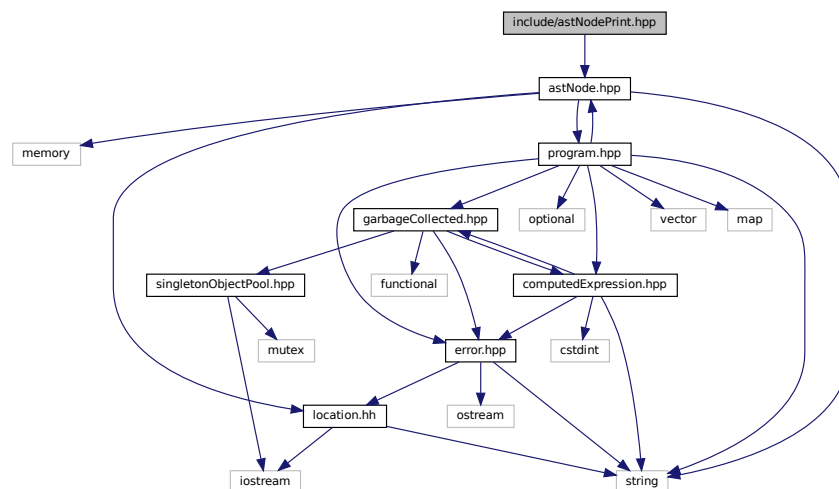 include/astNodePrint.hpp
astNode.hpp
memory
program.hpp
garbageCollected.hpp
optional
vector
map
singletonObjectPool.hpp
functional
computedExpression.hpp
mutex
error.hpp
cstdint
location.hh
ostream
iostream
string